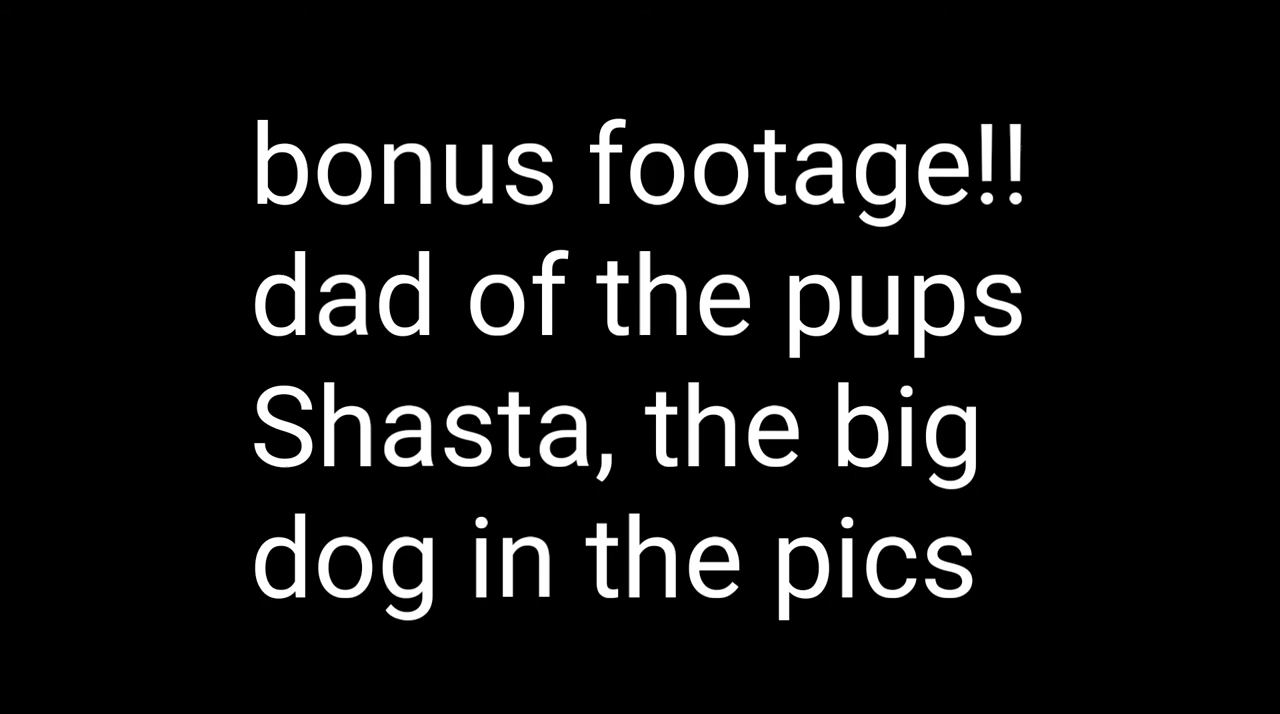 bonus footage!!
dad of the pups
Shasta, the big
dog in the pics